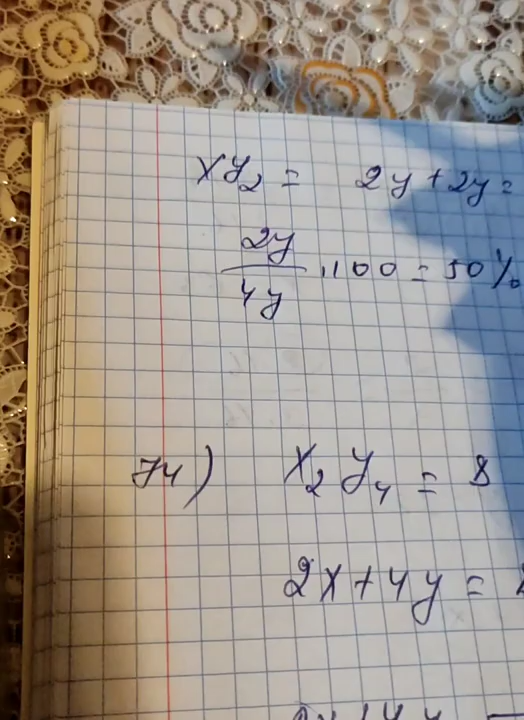 xy₂ = 2y + 2y =
2y/4y · 100 = 50%
74) x₂y₄ = 8
2x + 4y =